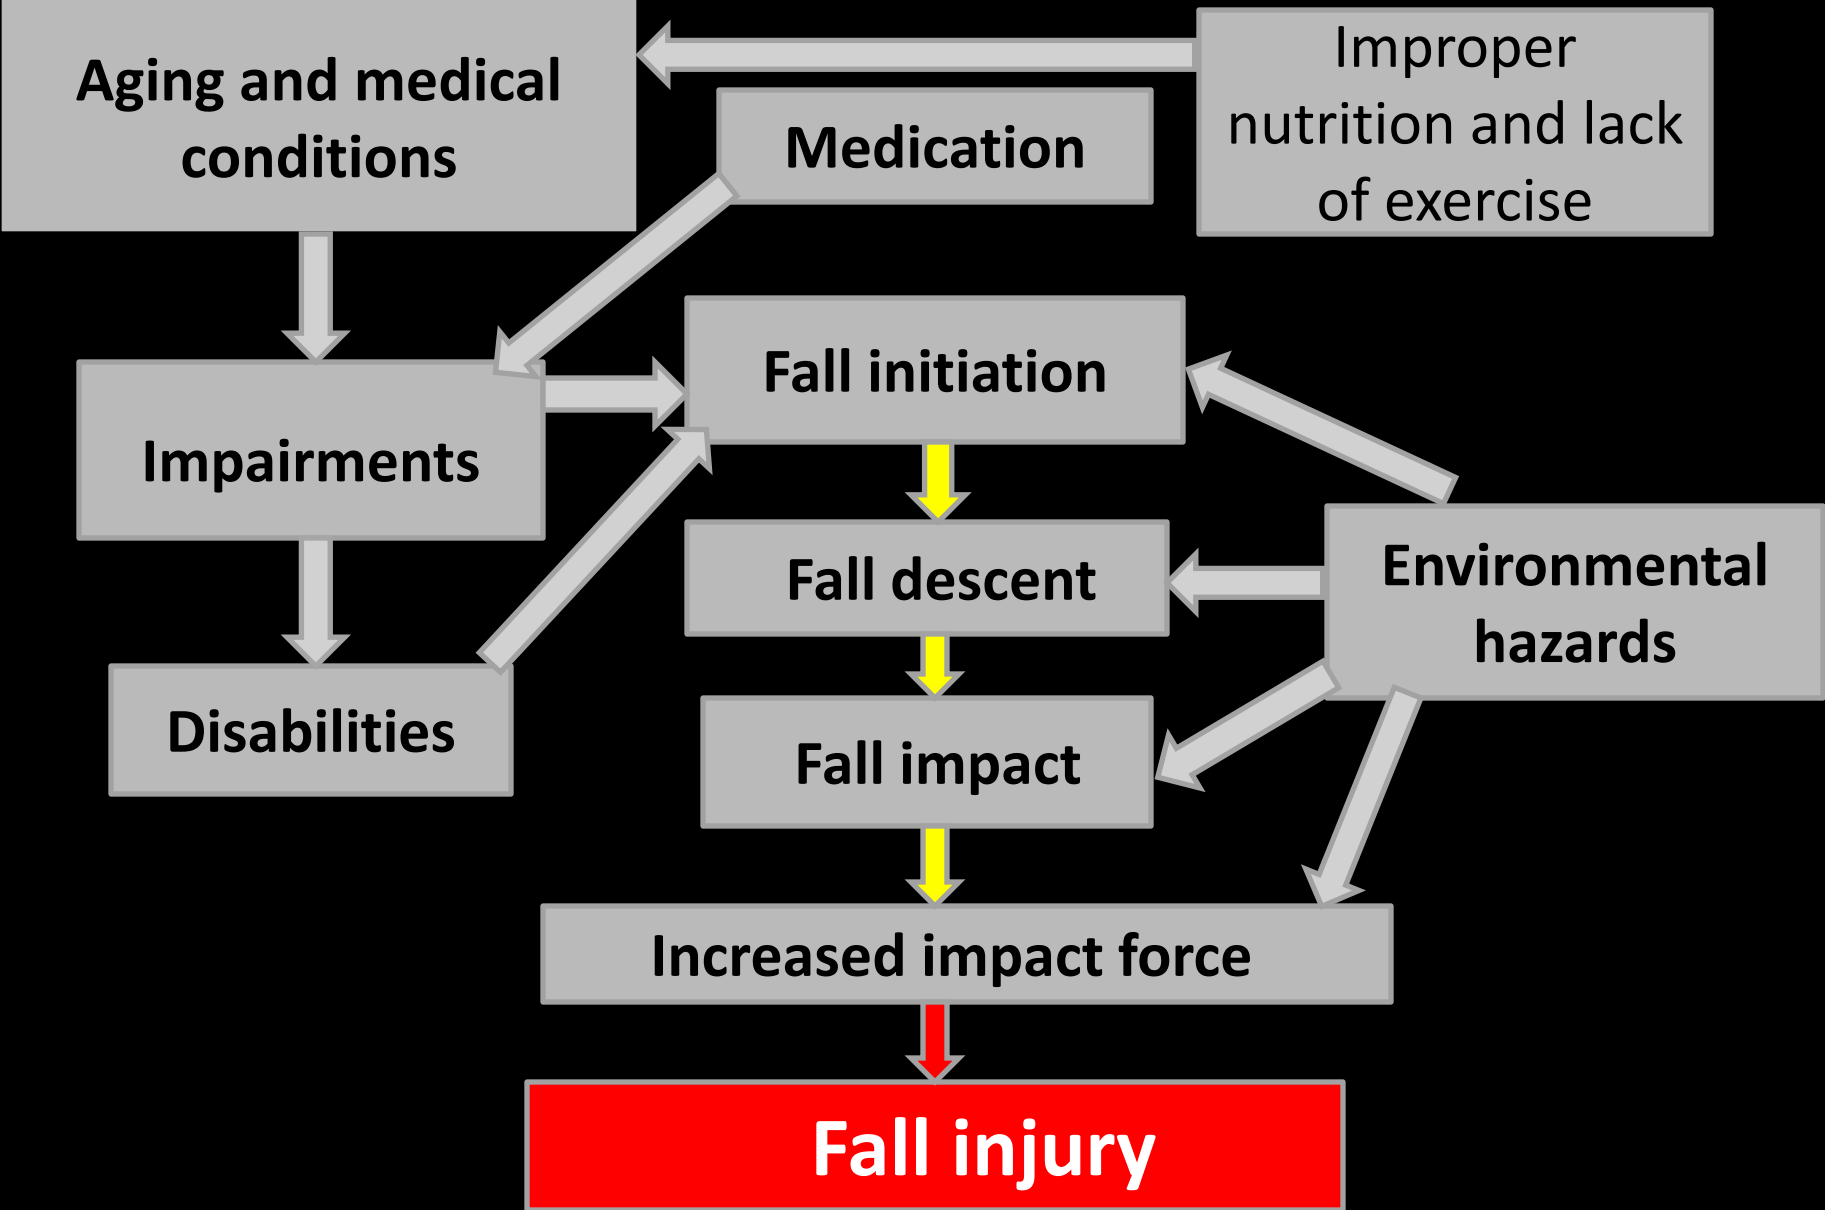 Aging and medical
conditions
Medication
Improper
nutrition and lack
of exercise
Fall initiation
Impairments
Fall descent
Environmental
hazards
Disabilities
Fall impact
Increased impact force
Fall injury